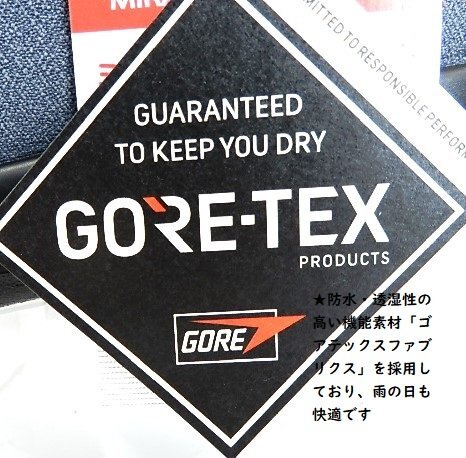 MITTED TO RESPONSIBLE PERFOR
GUARANTEED
TO KEEP YOU DRY
GORE-TEX
PRODUCTS
GORE
★防水・透湿性の
高い機能素材「ゴ
アテックスファブ
リクス」を採用し
ており、雨の日も
快適です